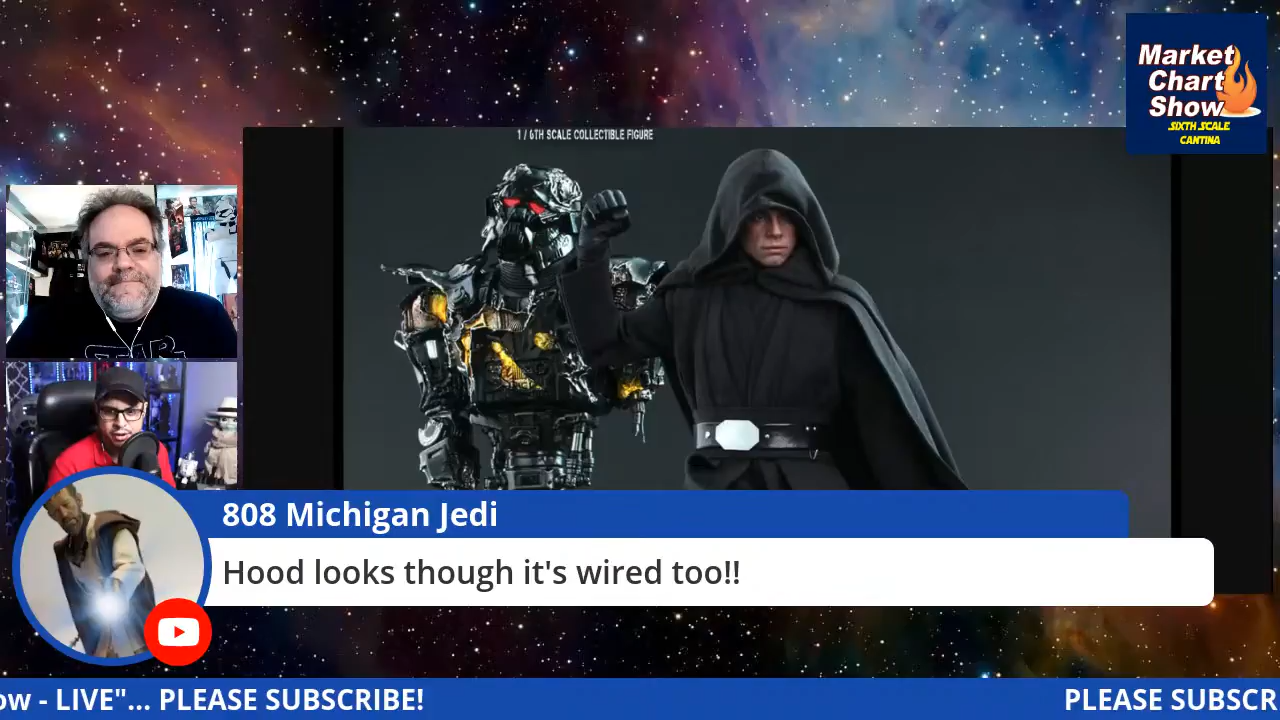 Market
Chart
Show
SIXTH SCALE
CANTINA
1 / 6TH SCALE COLLECTIBLE FIGURE
808 Michigan Jedi
Hood looks though it's wired too!!
ow - LIVE"... PLEASE SUBSCRIBE!
PLEASE SUBSCR